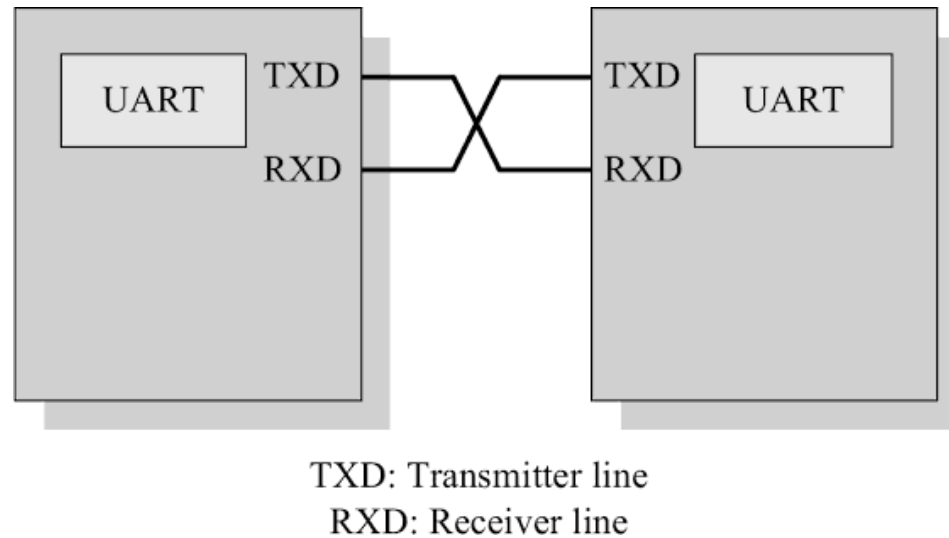 UART
TXD
RXD
TXD
RXD
UART
TXD: Transmitter line
RXD: Receiver line